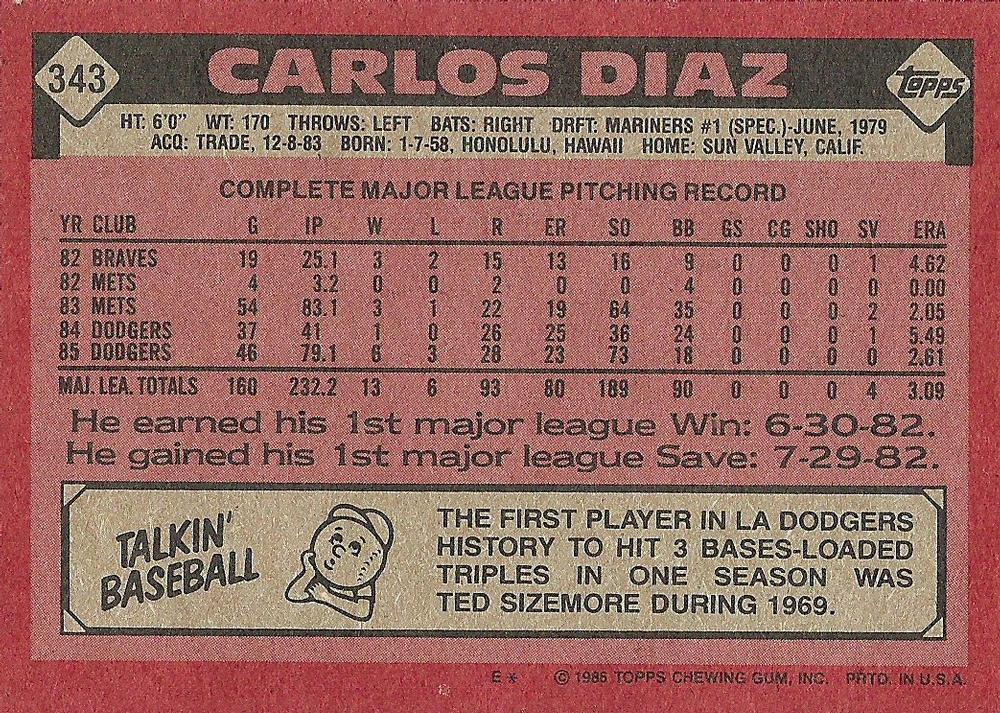 343
CARLOS DIAZ
TOPPS
HT: 6'0" WT: 170 THROWS: LEFT BATS: RIGHT DRFT: MARINERS #1 (SPEC.)-JUNE, 1979
ACQ: TRADE, 12-8-83 BORN: 1-7-58, HONOLULU, HAWAII HOME: SUN VALLEY, CALIF.
COMPLETE MAJOR LEAGUE PITCHING RECORD
YR CLUB G IP W L R ER SO BB GS CG SHO SV ERA
82 BRAVES 19 25.1 3 2 15 13 16 9 0 0 0 1 4.62
82 METS 4 3.2 0 0 2 0 0 4 0 0 0 0 0.00
83 METS 54 83.1 3 1 22 19 64 35 0 0 0 2 2.05
84 DODGERS 37 41 1 0 26 25 36 24 0 0 0 1 5.49
85 DODGERS 46 79.1 6 3 28 23 73 18 0 0 0 0 2.61
MAJ. LEA. TOTALS 160 232.2 13 6 93 80 189 90 0 0 0 4 3.09
He earned his 1st major league Win: 6-30-82.
He gained his 1st major league Save: 7-29-82.
TALKIN'
BASEBALL
THE FIRST PLAYER IN LA DODGERS
HISTORY TO HIT 3 BASES-LOADED
TRIPLES IN ONE SEASON WAS
TED SIZEMORE DURING 1969.
E * © 1986 TOPPS CHEWING GUM, INC. PRTD. IN U.S.A.